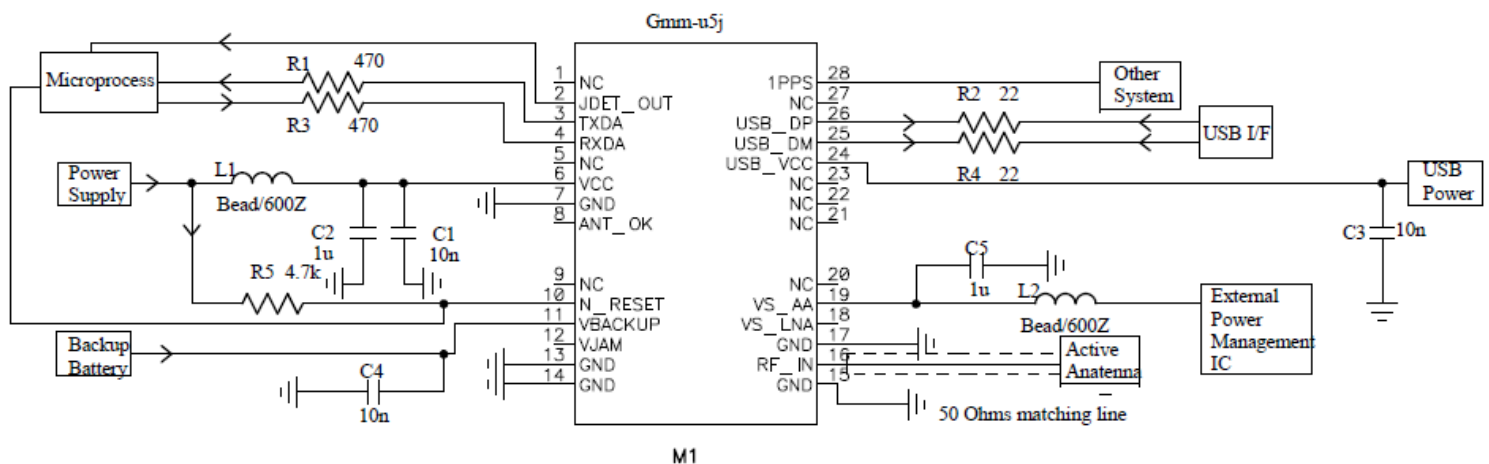 Gmm-u5j
Microprocess
R1 470
R3 470
Power
Supply
L1
Bead/600Z
C2
1u
C1
10n
R5 4.7k
Backup
Battery
C4
10n
1 NC
2 JDET_OUT
3 TXDA
4 RXDA
5 NC
6 VCC
7 GND
8 ANT_OK
9 NC
10 N_RESET
11 VBACKUP
12 VJAM
13 GND
14 GND
1PPS 28
NC 27
USB_DP 26
USB_DM 25
USB_VCC 24
NC 23
NC 22
NC 21
NC 20
VS_AA 19
VS_LNA 18
GND 17
RF_IN 16
GND 15
Other
System
R2 22
USB I/F
R4 22
USB
Power
C3 10n
C5
1u
L2
Bead/600Z
External
Power
Management
IC
Active
Anatenna
50 Ohms matching line
M1